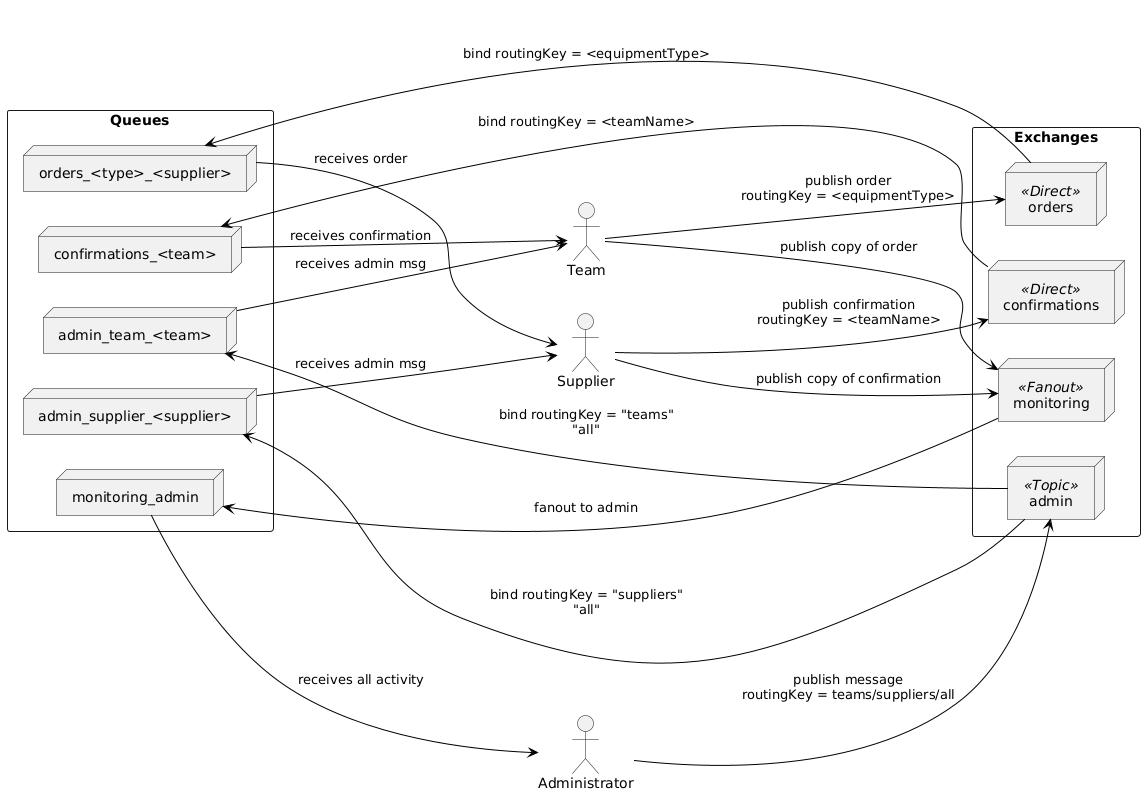 bind routingKey = <equipmentType>
Queues
bind routingKey = <teamName>
Exchanges
orders_<type>_<supplier>
receives order
publish order
routingKey = <equipmentType>
«Direct»
orders
confirmations_<team>
receives confirmation
Team
publish copy of order
receives admin msg
«Direct»
confirmations
admin_team_<team>
publish confirmation
routingKey = <teamName>
receives admin msg
Supplier
publish copy of confirmation
«Fanout»
monitoring
admin_supplier_<supplier>
bind routingKey = "teams"
"all"
monitoring_admin
fanout to admin
«Topic»
admin
bind routingKey = "suppliers"
"all"
receives all activity
publish message
routingKey = teams/suppliers/all
Administrator